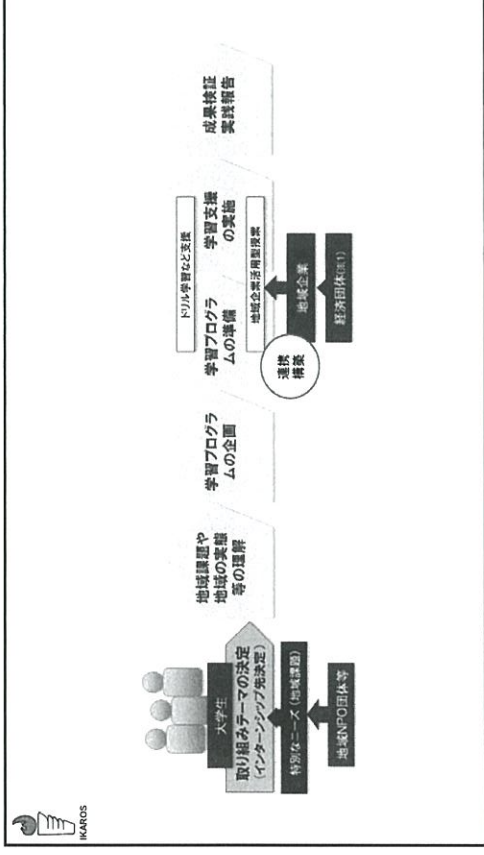 IKAROS
大学生
取り組みテーマの決定
(インターンシップ先決定)
特別なニーズ(地域課題)
地域NPO団体等
地域課題や
地域の実態
等の理解
学習プログラ
ムの企画
学習プログラ
ムの準備
学習支援
の実施
ドリル学習など支援
地域企業活用型授業
連携
構築
地域企業
経済団体(※1)
成果検証
実践報告